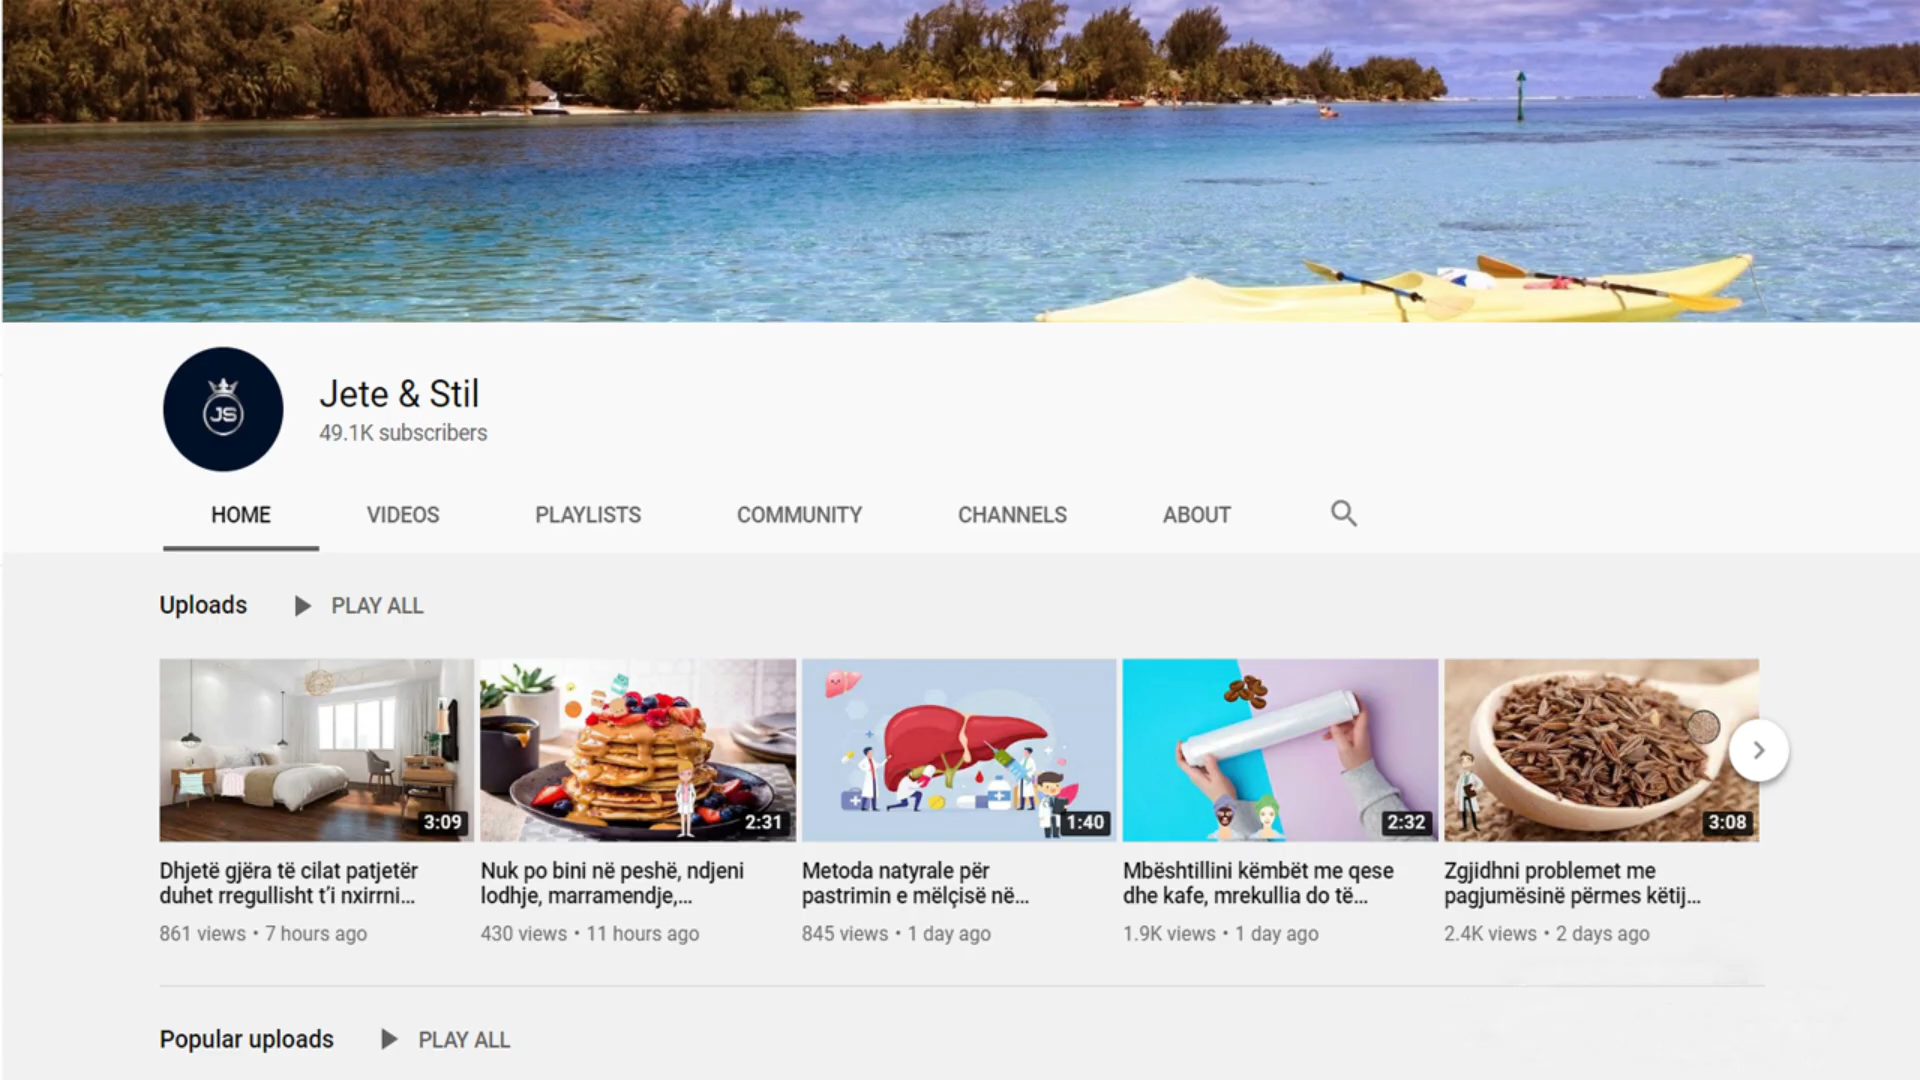 JS
Jete & Stil
49.1K subscribers
HOME VIDEOS PLAYLISTS COMMUNITY CHANNELS ABOUT
Uploads PLAY ALL
3:09 2:31 1:40 2:32 3:08
Dhjetë gjëra të cilat patjetër
duhet rregullisht t'i nxirrni...
861 views • 7 hours ago
Nuk po bini në peshë, ndjeni
lodhje, marramendje,...
430 views • 11 hours ago
Metoda natyrale për
pastrimin e mëlçisë në...
845 views • 1 day ago
Mbështillini këmbët me qese
dhe kafe, mrekullia do të...
1.9K views • 1 day ago
Zgjidhni problemet me
pagjumësinë përmes këtij...
2.4K views • 2 days ago
Popular uploads PLAY ALL